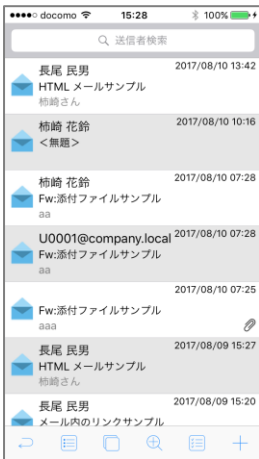 docomo 15:28 100%
送信者検索
長尾 民男 2017/08/10 13:42
HTML メールサンプル
柿崎さん
柿崎 花鈴 2017/08/10 10:16
＜無題＞
柿崎 花鈴 2017/08/10 07:28
Fw:添付ファイルサンプル
aa
U0001@company.local 2017/08/10 07:28
Fw:添付ファイルサンプル
aa
2017/08/10 07:25
Fw:添付ファイルサンプル
aaa
長尾 民男 2017/08/09 15:27
HTML メールサンプル
柿崎さん
長尾 民男 2017/08/09 15:20
メール内のリンクサンプル